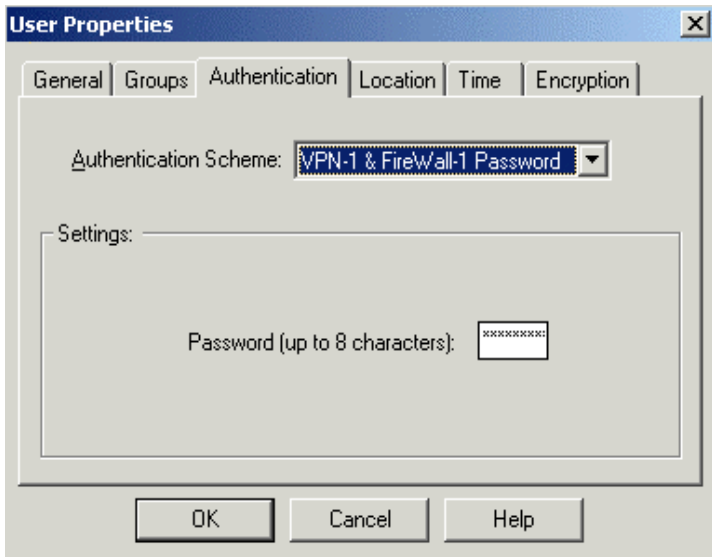 User Properties
General Groups Authentication Location Time Encryption
Authentication Scheme: VPN-1 & FireWall-1 Password
Settings:
Password (up to 8 characters): ********
OK Cancel Help